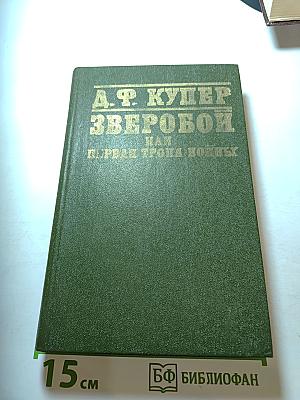 Д. Ф. КУПЕР
ЗВЕРОБОЙ
ИЛИ
ПЕРВАЯ ТРОПА ВОЙНЫ
15 см
БФ БИБЛИОФАН